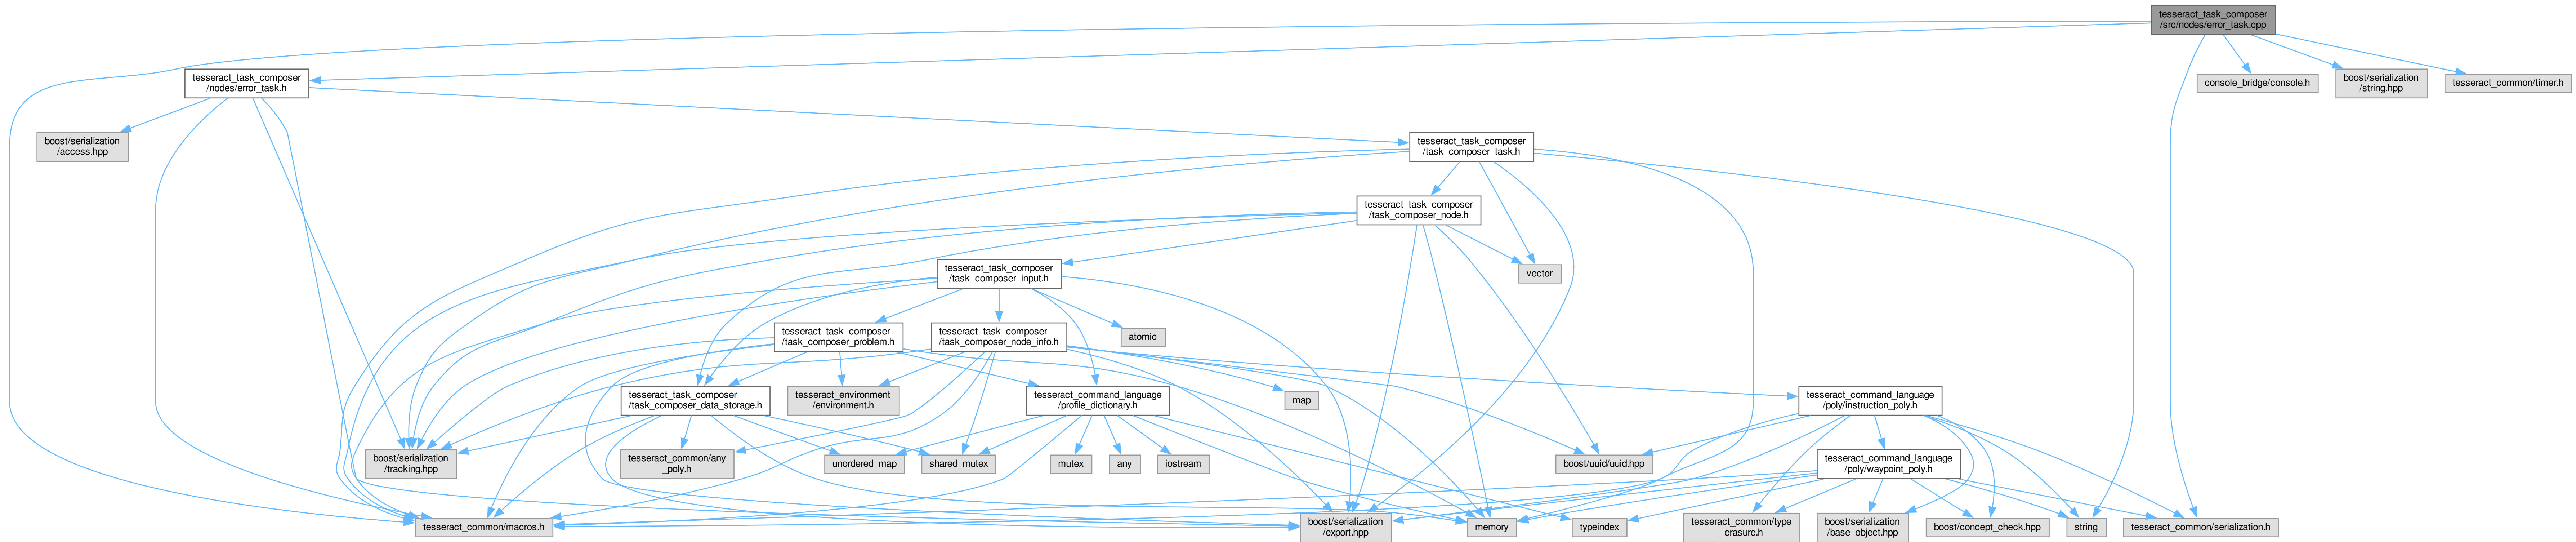 tesseract_task_composer
/src/nodes/error_task.cpp
tesseract_task_composer
/nodes/error_task.h
console_bridge/console.h
boost/serialization
/string.hpp
tesseract_common/timer.h
boost/serialization
/access.hpp
tesseract_task_composer
/task_composer_task.h
tesseract_task_composer
/task_composer_node.h
tesseract_task_composer
/task_composer_input.h
vector
tesseract_task_composer
/task_composer_problem.h
tesseract_task_composer
/task_composer_node_info.h
atomic
tesseract_task_composer
/task_composer_data_storage.h
tesseract_environment
/environment.h
tesseract_command_language
/profile_dictionary.h
map
tesseract_command_language
/poly/instruction_poly.h
boost/serialization
/tracking.hpp
tesseract_common/any
_poly.h
unordered_map
shared_mutex
mutex
any
iostream
boost/uuid/uuid.hpp
tesseract_command_language
/poly/waypoint_poly.h
tesseract_common/macros.h
boost/serialization
/export.hpp
memory
typeindex
tesseract_common/type
_erasure.h
boost/serialization
/base_object.hpp
boost/concept_check.hpp
string
tesseract_common/serialization.h